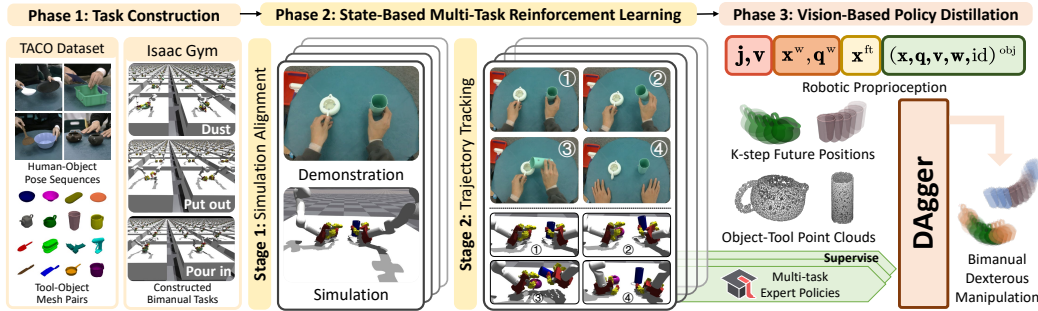 Phase 1: Task Construction
Phase 2: State-Based Multi-Task Reinforcement Learning
Phase 3: Vision-Based Policy Distillation
TACO Dataset
Human-Object
Pose Sequences
Tool-Object
Mesh Pairs
Isaac Gym
Dust
Put out
Pour in
Constructed
Bimanual Tasks
Stage 1: Simulation Alignment
Demonstration
Simulation
Stage 2: Trajectory Tracking
①
②
③
④
①
②
③
④
j, v
x^w, q^w
x^ft
(x, q, v, w, id)^obj
Robotic Proprioception
K-step Future Positions
Object-Tool Point Clouds
Supervise
Multi-task
Expert Policies
DAgger
Bimanual
Dexterous
Manipulation